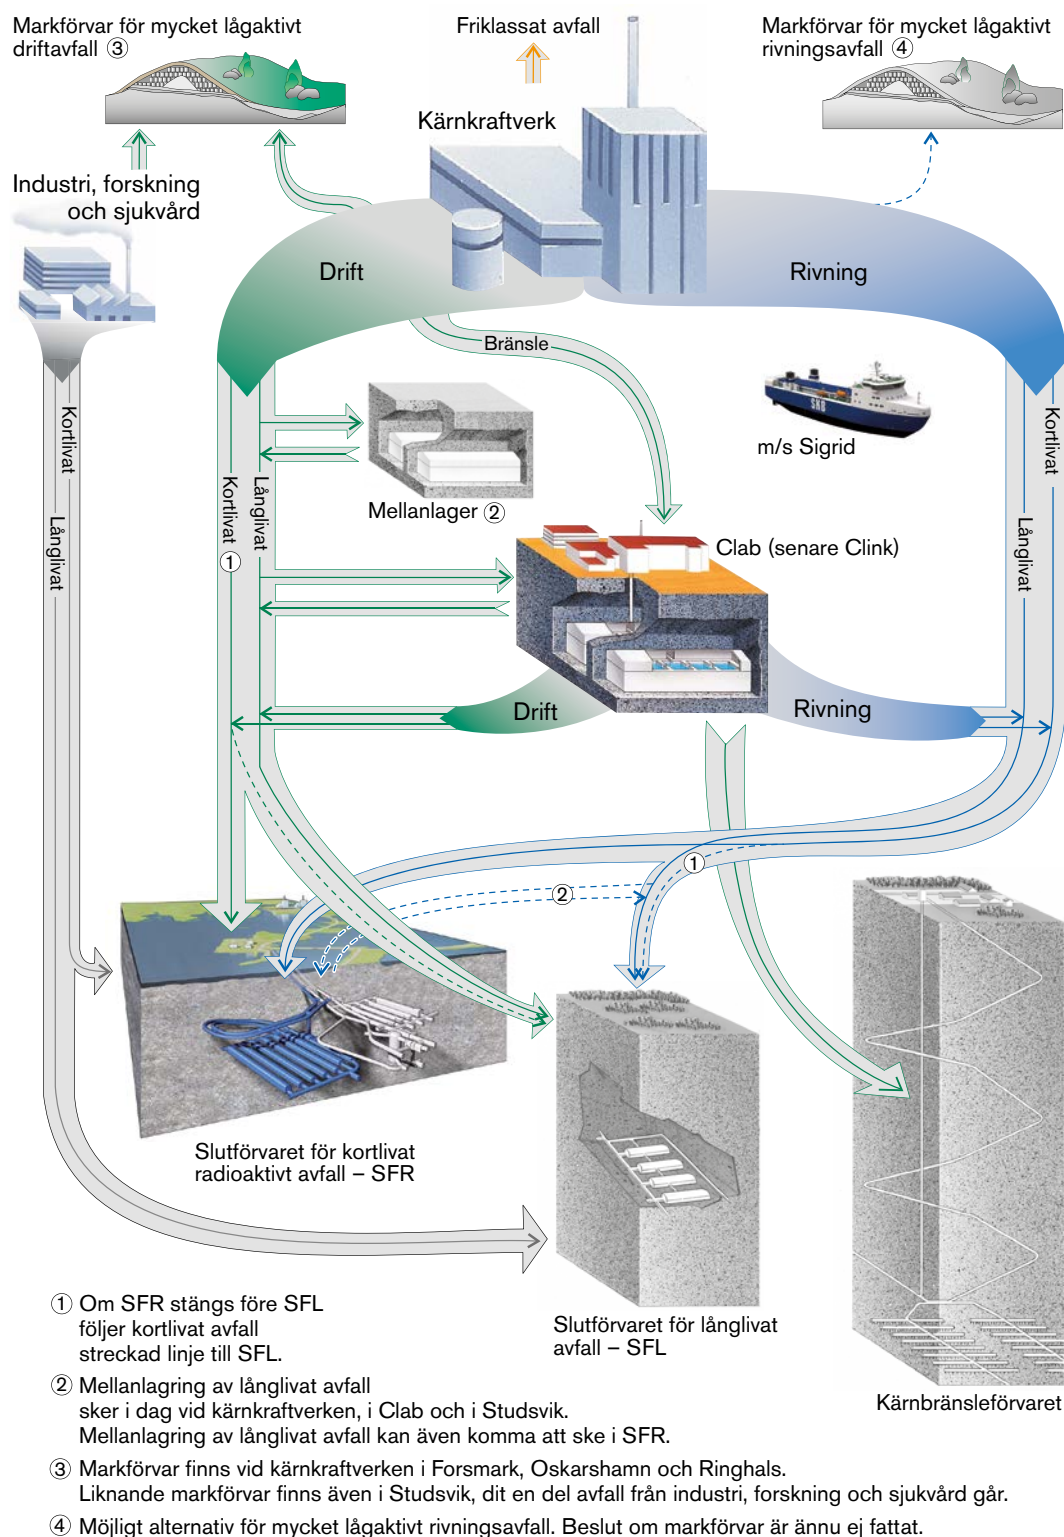 Markförvar för mycket lågaktivt
driftavfall ③
Friklassat avfall
Markförvar för mycket lågaktivt
rivningsavfall ④
Kärnkraftverk
Industri, forskning
och sjukvård
Drift
Rivning
Bränsle
SKB
m/s Sigrid
Kortlivat
Långlivat
Kortlivat ①
Långlivat
Mellanlager ②
Clab (senare Clink)
Kortlivat
Långlivat
Drift
Rivning
①
②
Slutförvaret för kortlivat
radioaktivt avfall – SFR
Slutförvaret för långlivat
avfall – SFL
Kärnbränsleförvaret
① Om SFR stängs före SFL
följer kortlivat avfall
streckad linje till SFL.
② Mellanlagring av långlivat avfall
sker i dag vid kärnkraftverken, i Clab och i Studsvik.
Mellanlagring av långlivat avfall kan även komma att ske i SFR.
③ Markförvar finns vid kärnkraftverken i Forsmark, Oskarshamn och Ringhals.
Liknande markförvar finns även i Studsvik, dit en del avfall från industri, forskning och sjukvård går.
④ Möjligt alternativ för mycket lågaktivt rivningsavfall. Beslut om markförvar är ännu ej fattat.